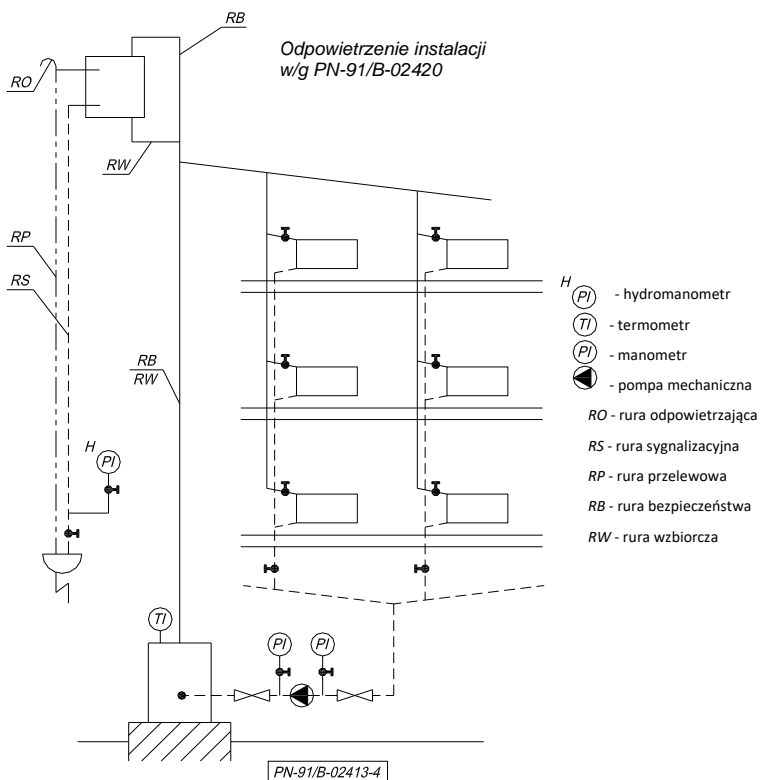 RB
Odpowietrzenie instalacji
w/g PN-91/B-02420
RO
RW
RP
RS
H
PI - hydromanometr
TI - termometr
PI - manometr
- pompa mechaniczna
RO - rura odpowietrzająca
RS - rura sygnalizacyjna
RP - rura przelewowa
RB - rura bezpieczeństwa
RW - rura wzbiorcza
RB
RW
H
PI
TI
PI
PI
PN-91/B-02413-4